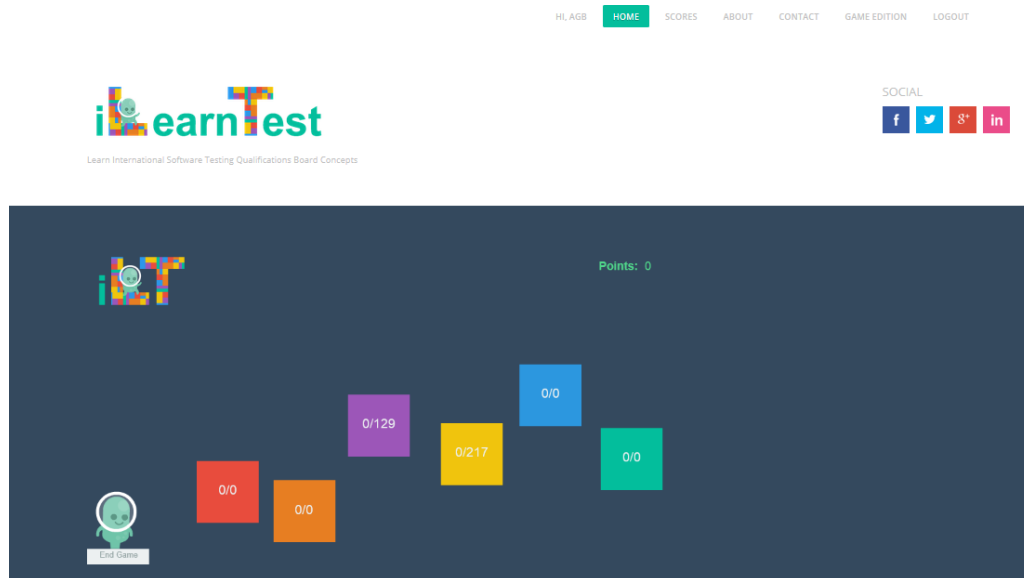 HI, AGB HOME SCORES ABOUT CONTACT GAME EDITION LOGOUT
iLearnTest
Learn International Software Testing Qualifications Board Concepts
SOCIAL
f g+ in
iLT
Points: 0
0/0
0/129
0/217
0/0
0/0
0/0
End Game